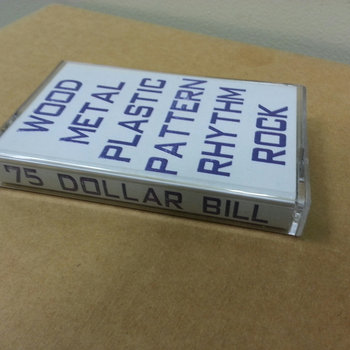 WOOD
METAL
PLASTIC
PATTERN
RHYTHM
ROCK
'75 DOLLAR BILL